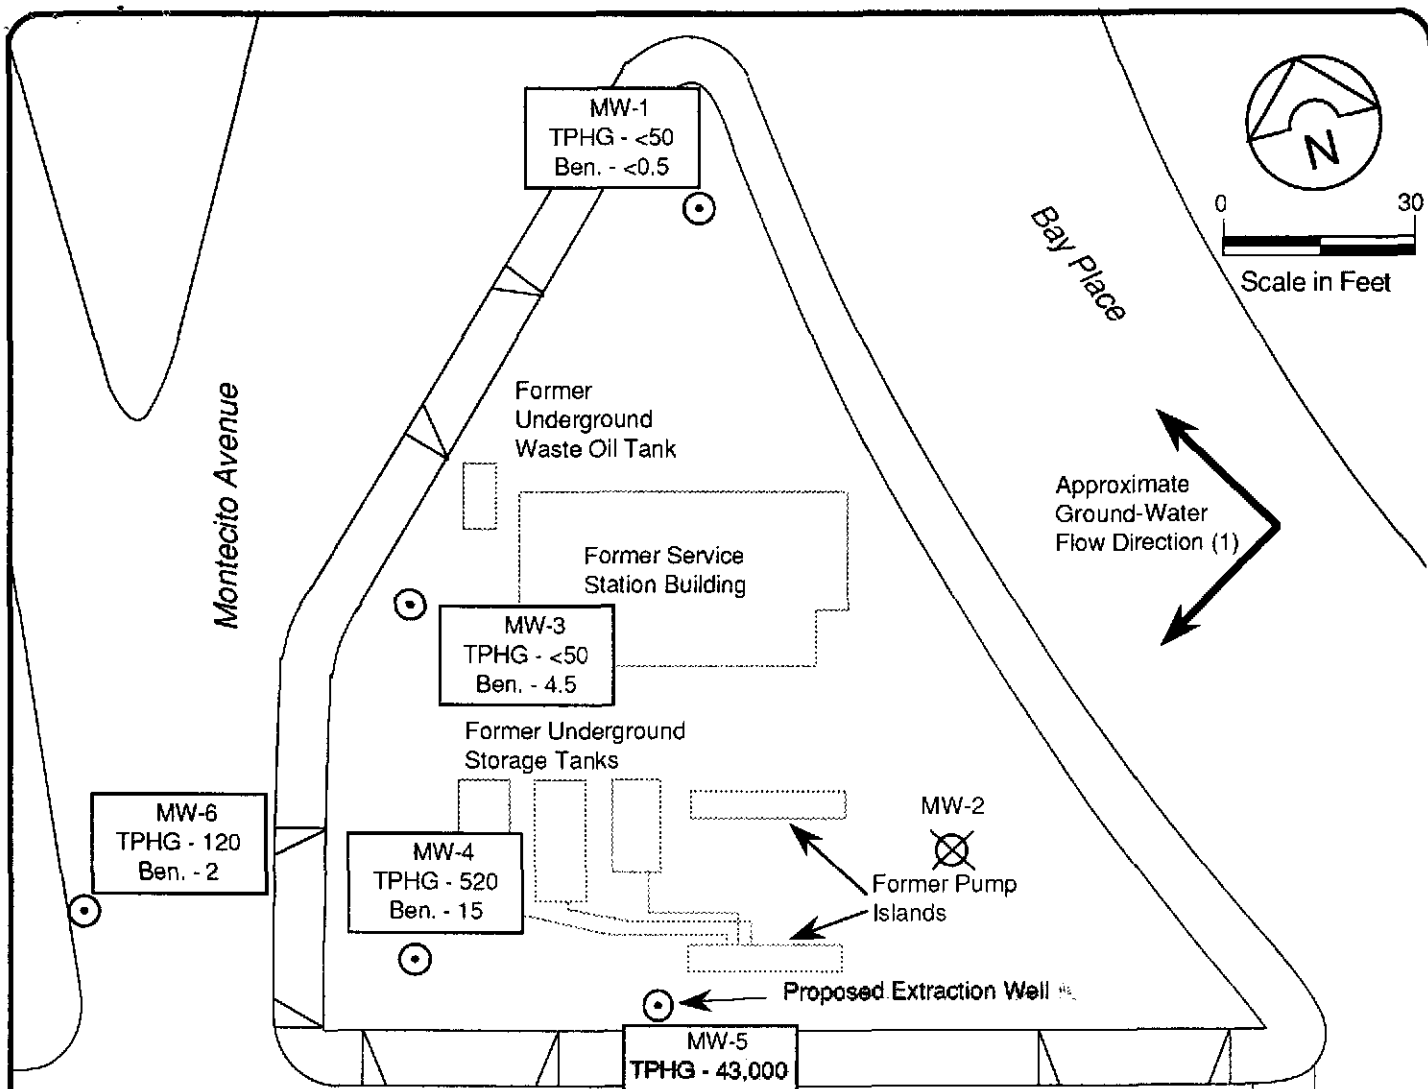 MW-1
TPHG - <50
Ben. - <0.5
N
0 30
Scale in Feet
Bay Place
Montecito Avenue
Former
Underground
Waste Oil Tank
Approximate
Ground-Water
Flow Direction (1)
Former Service
Station Building
MW-3
TPHG - <50
Ben. - 4.5
Former Underground
Storage Tanks
MW-6
TPHG - 120
Ben. - 2
MW-4
TPHG - 520
Ben. - 15
MW-2
Former Pump
Islands
Proposed Extraction Well
MW-5
TPHG - 43,000